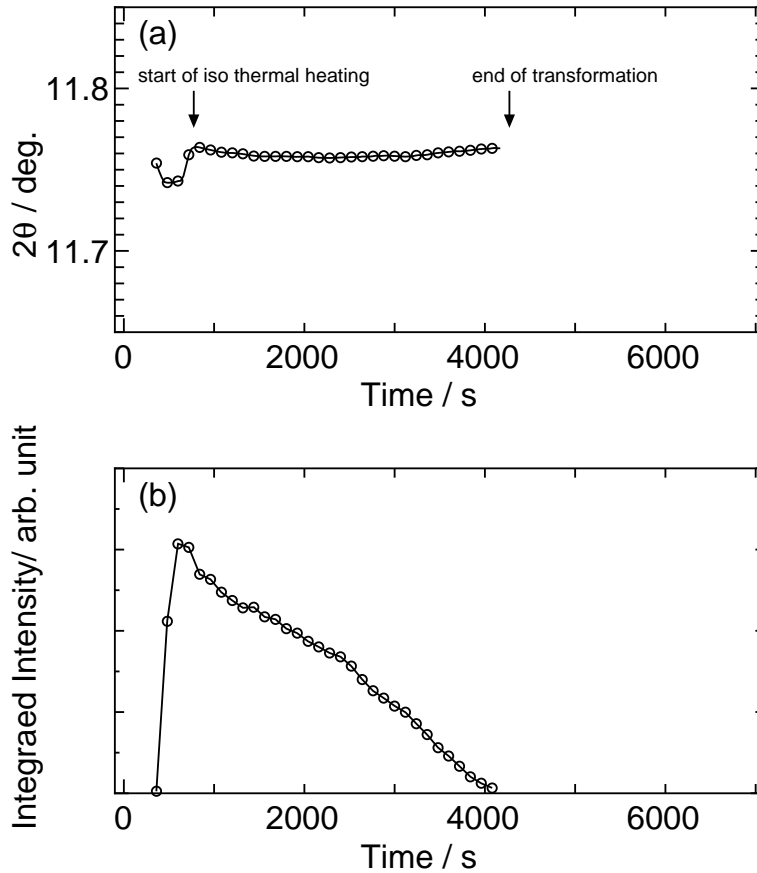 (a)
start of iso thermal heating
end of transformation
11.8
11.7
2θ / deg.
0 2000 4000 6000
Time / s
(b)
Integraed Intensity/ arb. unit
0 2000 4000 6000
Time / s